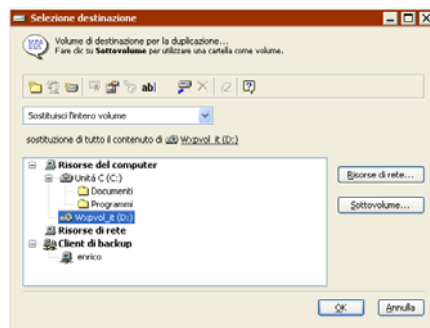 Selezione destinazione
Volume di destinazione per la duplicazione...
Fare clic su Sottovolume per utilizzare una cartella come volume.
ab
Sostituisci l'intero volume
sostituzione di tutto il contenuto di Wxpvol_it (D:)
Risorse del computer
Unità C (C:)
Documenti
Programmi
Wxpvol_it (D:)
Risorse di rete
Client di backup
enrico
Risorse di rete...
Sottovolume...
OK
Annulla